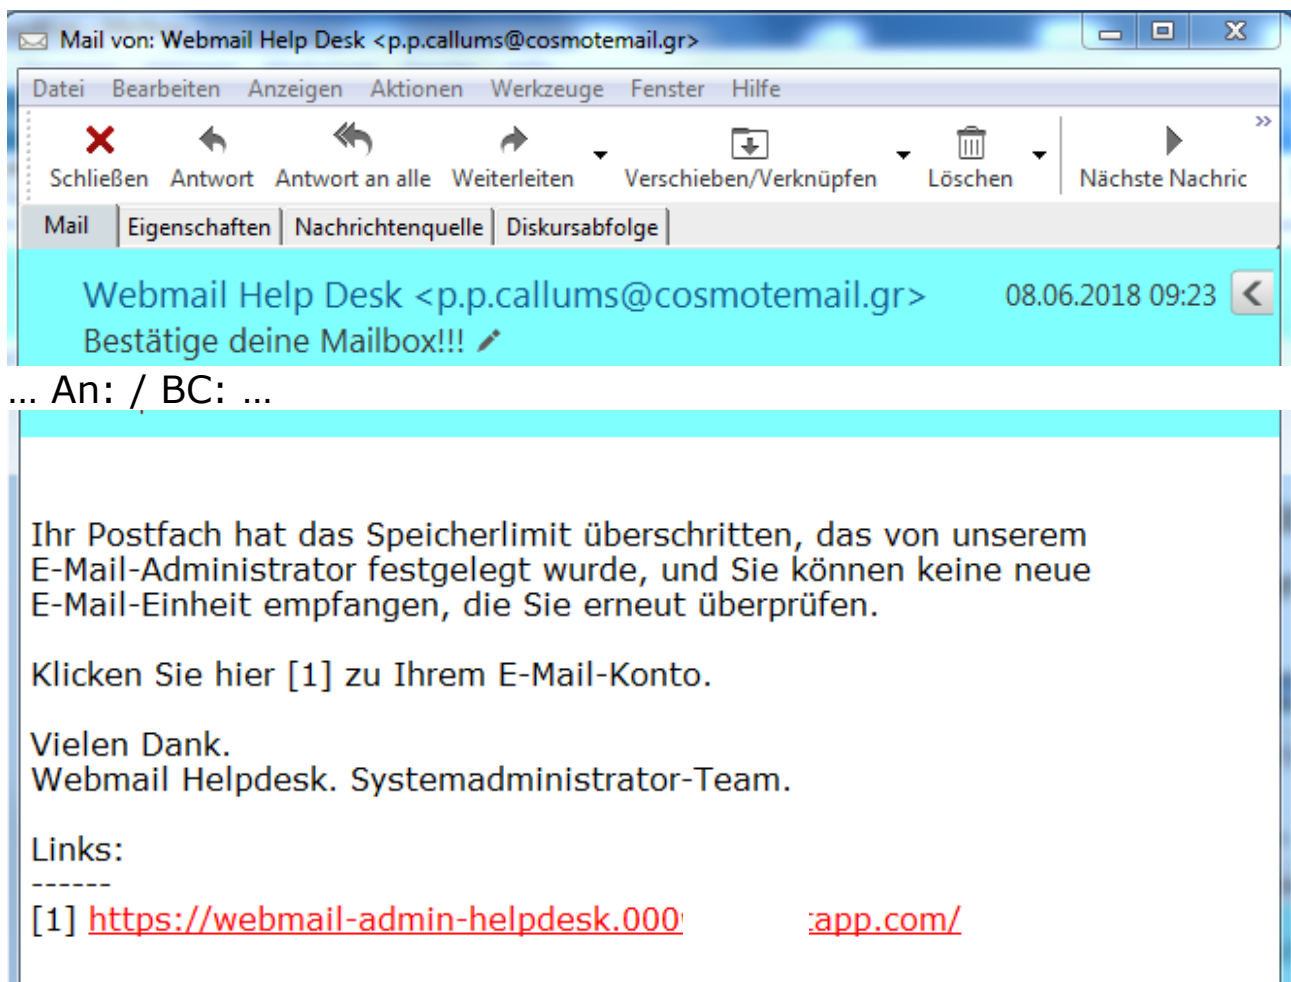 Mail von: Webmail Help Desk <p.p.callums@cosmotemail.gr>
Datei Bearbeiten Anzeigen Aktionen Werkzeuge Fenster Hilfe
Schließen Antwort Antwort an alle Weiterleiten Verschieben/Verknüpfen Löschen Nächste Nachric
Mail Eigenschaften Nachrichtenquelle Diskursabfolge
Webmail Help Desk <p.p.callums@cosmotemail.gr> 08.06.2018 09:23
Bestätige deine Mailbox!!!
... An: / BC: ...
Ihr Postfach hat das Speicherlimit überschritten, das von unserem
E-Mail-Administrator festgelegt wurde, und Sie können keine neue
E-Mail-Einheit empfangen, die Sie erneut überprüfen.
Klicken Sie hier [1] zu Ihrem E-Mail-Konto.
Vielen Dank.
Webmail Helpdesk. Systemadministrator-Team.
Links:
------
[1] https://webmail-admin-helpdesk.000 app.com/